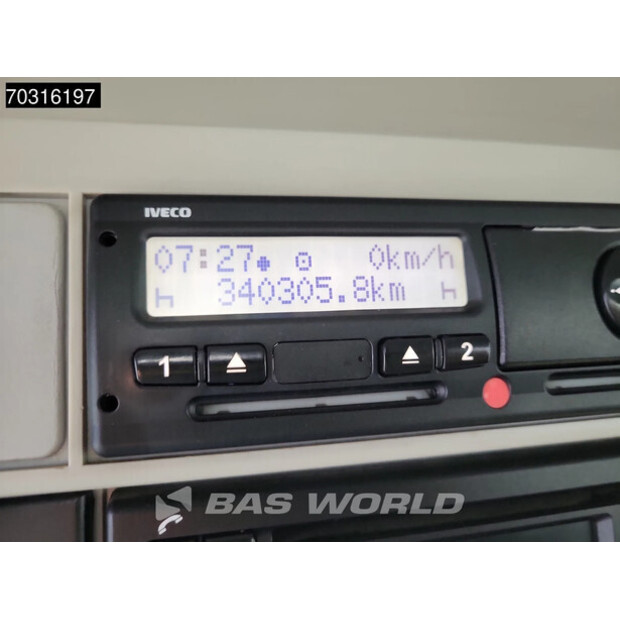 70316197
IVECO
07:27 0km/h
340305.8km
1 2
BAS WORLD